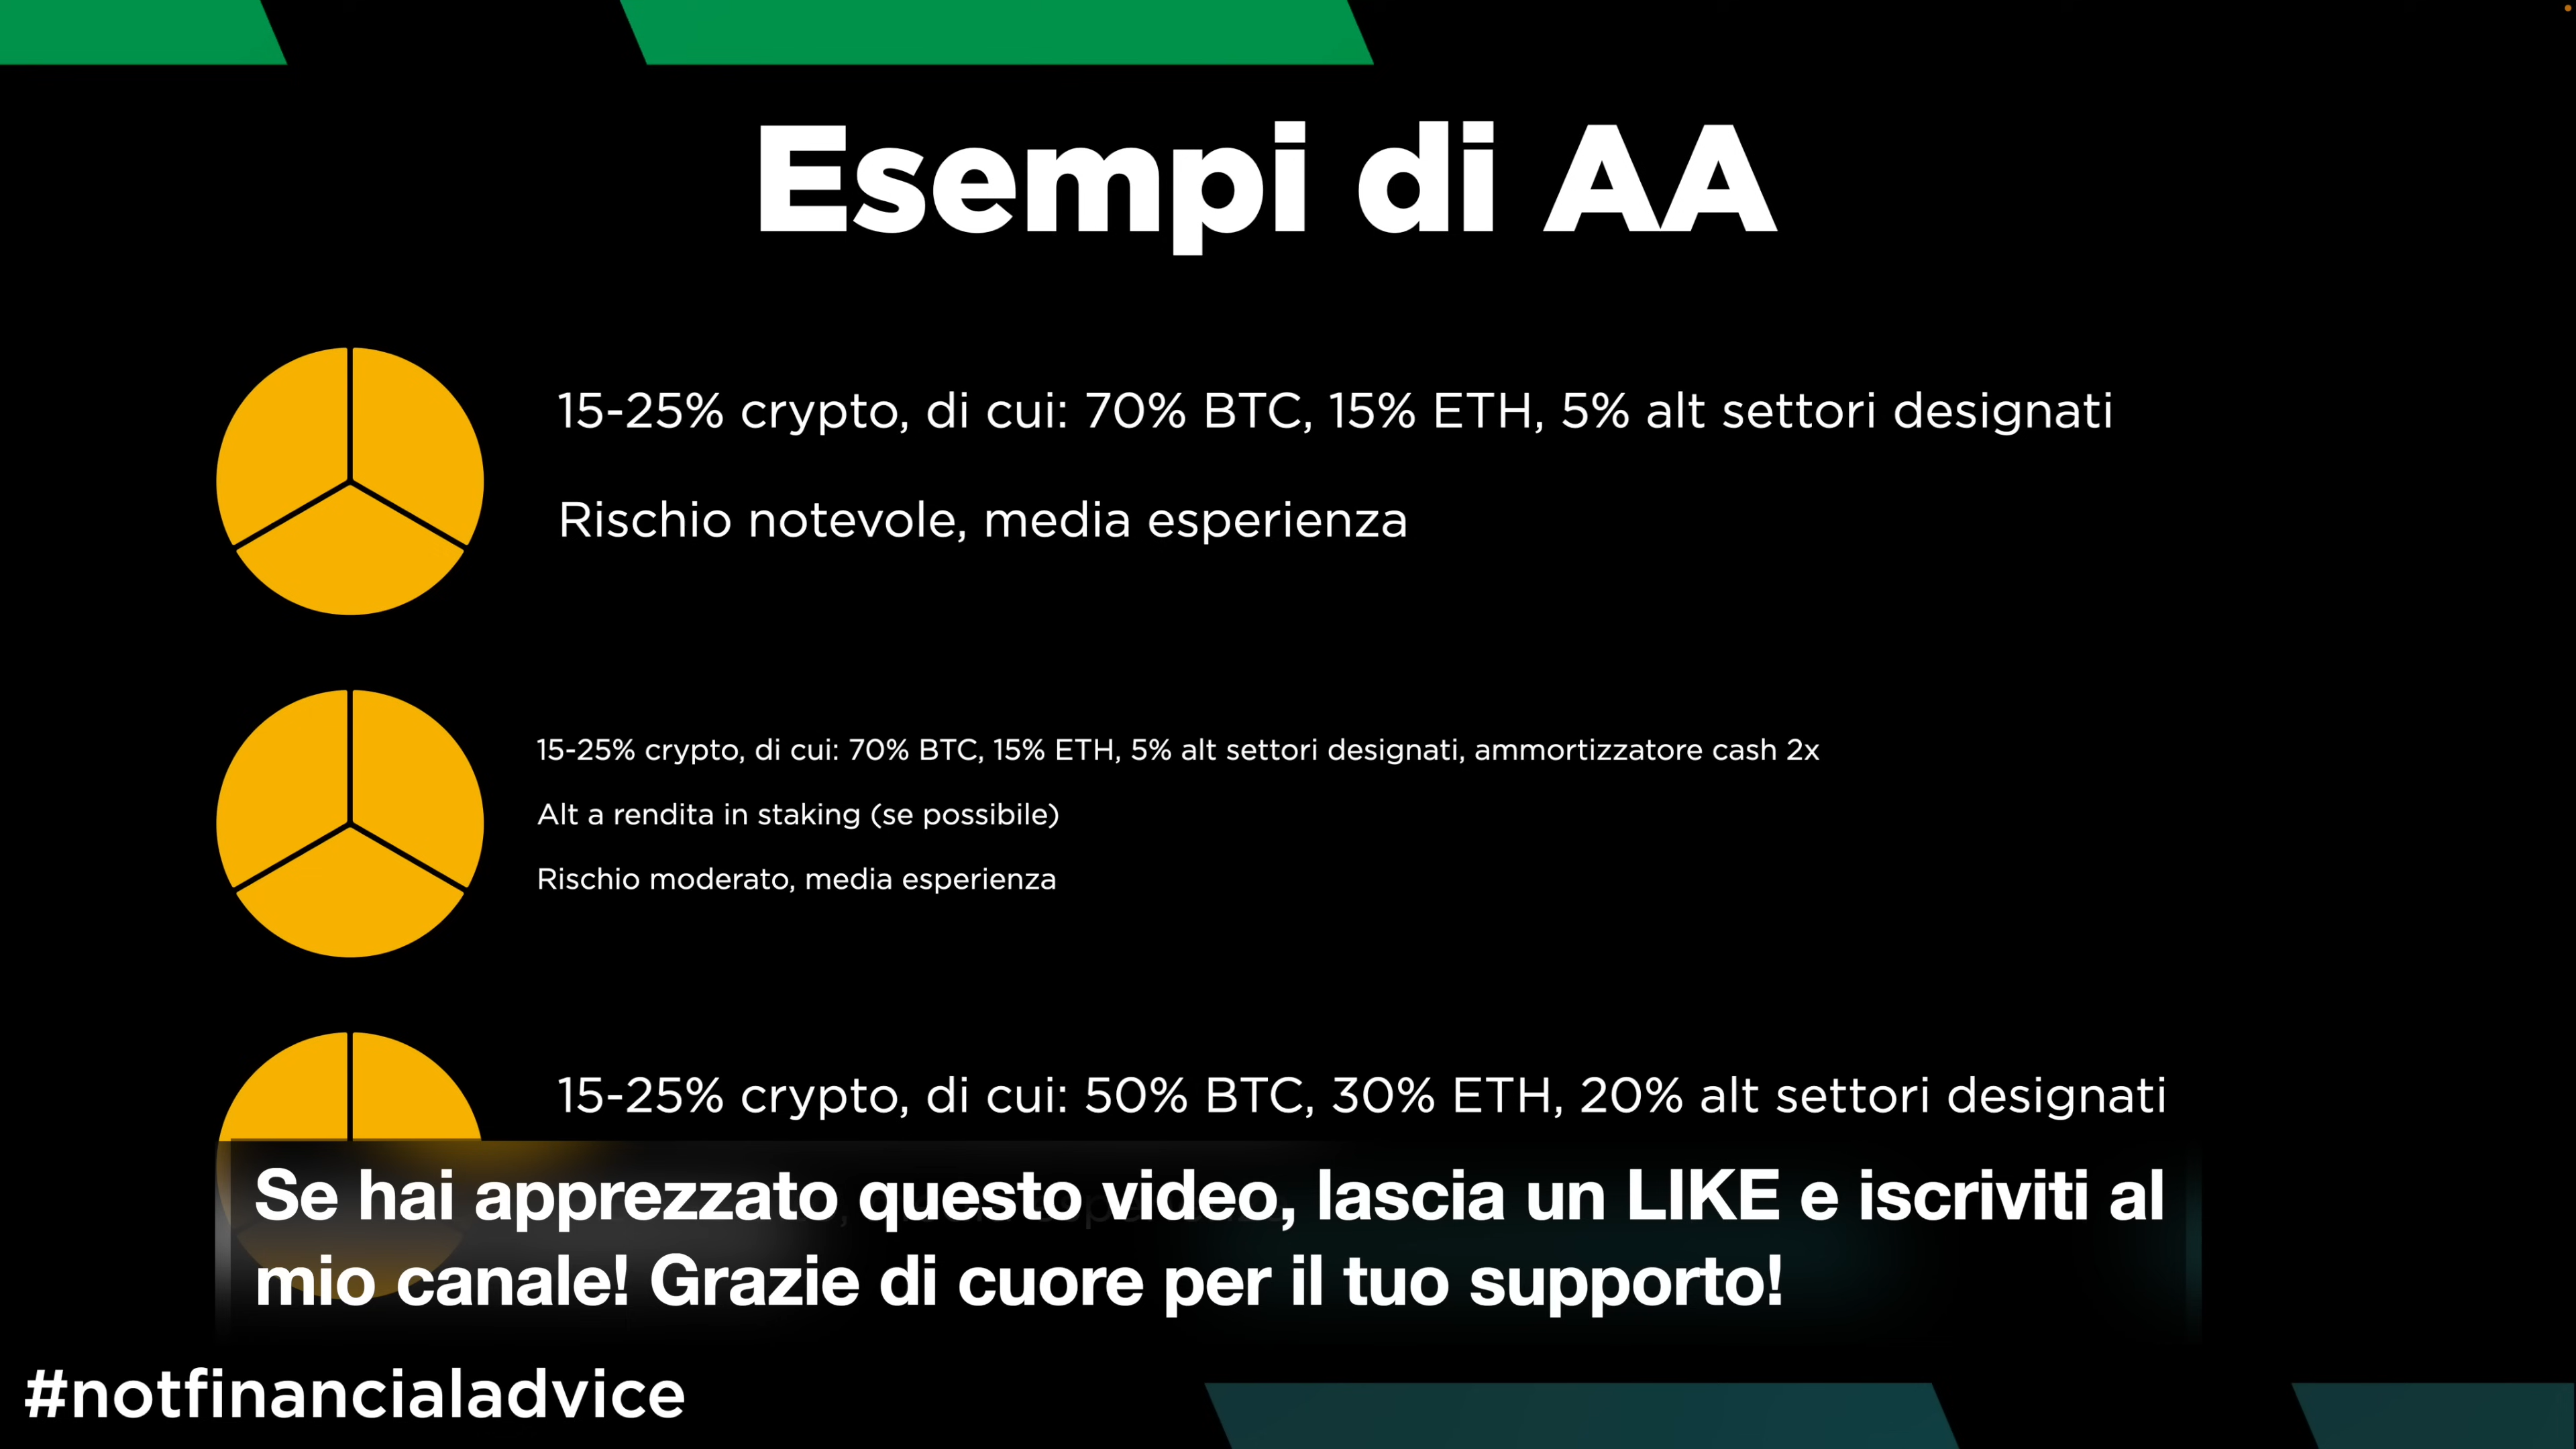 Esempi di AA
15-25% crypto, di cui: 70% BTC, 15% ETH, 5% alt settori designati
Rischio notevole, media esperienza
15-25% crypto, di cui: 70% BTC, 15% ETH, 5% alt settori designati, ammortizzatore cash 2x
Alt a rendita in staking (se possibile)
Rischio moderato, media esperienza
15-25% crypto, di cui: 50% BTC, 30% ETH, 20% alt settori designati
Se hai apprezzato questo video, lascia un LIKE e iscriviti al
mio canale! Grazie di cuore per il tuo supporto!
#notfinancialadvice